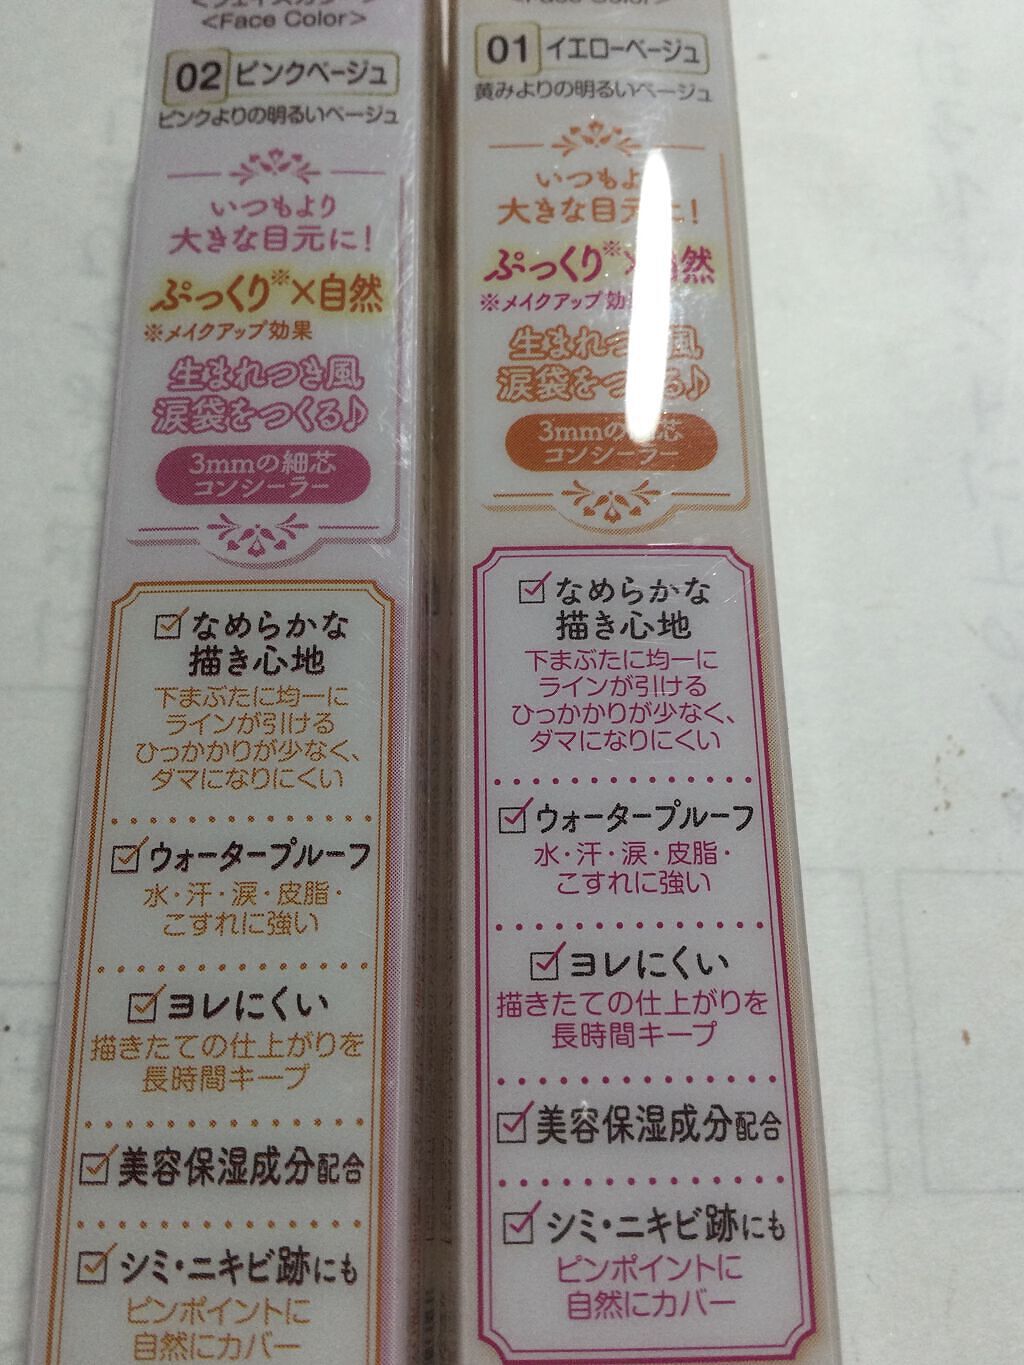 <Face Color>
02 ピンクベージュ
ピンクよりの明るいベージュ
いつもより
大きな目元に!
ぷっくり※×自然
※メイクアップ効果
生まれつき風
涙袋をつくる♪
3mmの細芯
コンシーラー
なめらかな
描き心地
下まぶたに均一に
ラインが引ける
ひっかかりが少なく、
ダマになりにくい
ウォータープルーフ
水・汗・涙・皮脂・
こすれに強い
ヨレにくい
描きたての仕上がりを
長時間キープ
美容保湿成分配合
シミ・ニキビ跡にも
ピンポイントに
自然にカバー
01 イエローベージュ
黄みよりの明るいベージュ
いつもよ
大きな目元に!
ぷっくり※×自然
※メイクアップ効
生まれつ 風
涙袋をつくる♪
3mmの細芯
コンシーラー
なめらかな
描き心地
下まぶたに均一に
ラインが引ける
ひっかかりが少なく、
ダマになりにくい
ウォータープルーフ
水・汗・涙・皮脂・
こすれに強い
ヨレにくい
描きたての仕上がりを
長時間キープ
美容保湿成分配合
シミ・ニキビ跡にも
ピンポイントに
自然にカバー